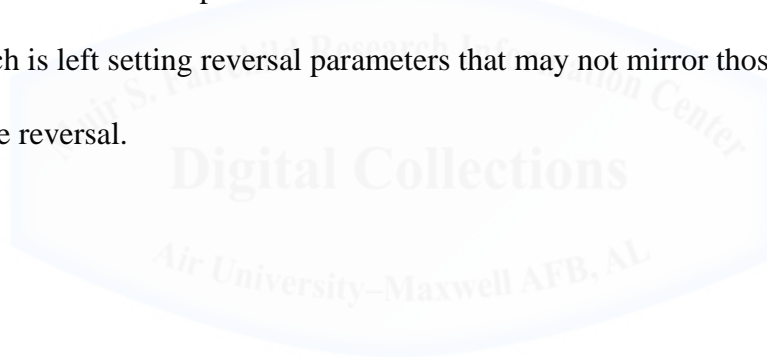 ch is left setting reversal parameters that may not mirror thos
e reversal.
Muir S. Fairchild Research Information Center
Digital Collections
Air University–Maxwell AFB, AL